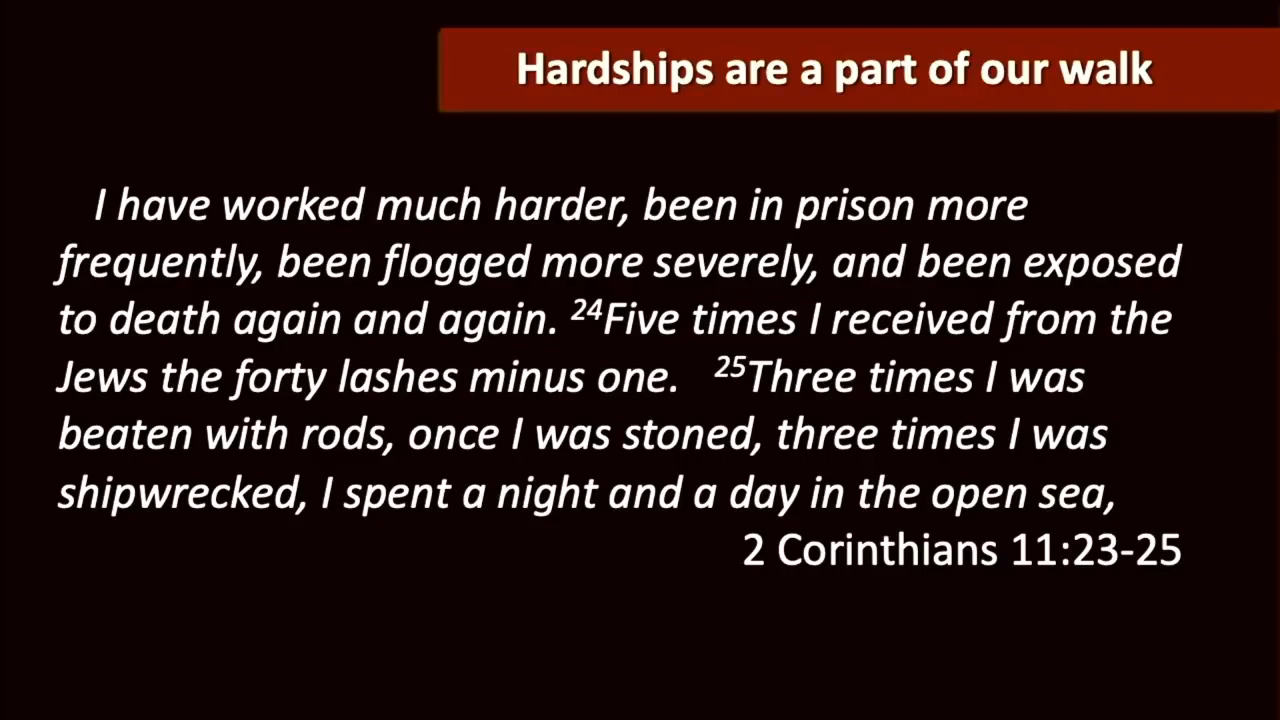 Hardships are a part of our walk
I have worked much harder, been in prison more
frequently, been flogged more severely, and been exposed
to death again and again. ²⁴Five times I received from the
Jews the forty lashes minus one. ²⁵Three times I was
beaten with rods, once I was stoned, three times I was
shipwrecked, I spent a night and a day in the open sea,
2 Corinthians 11:23-25